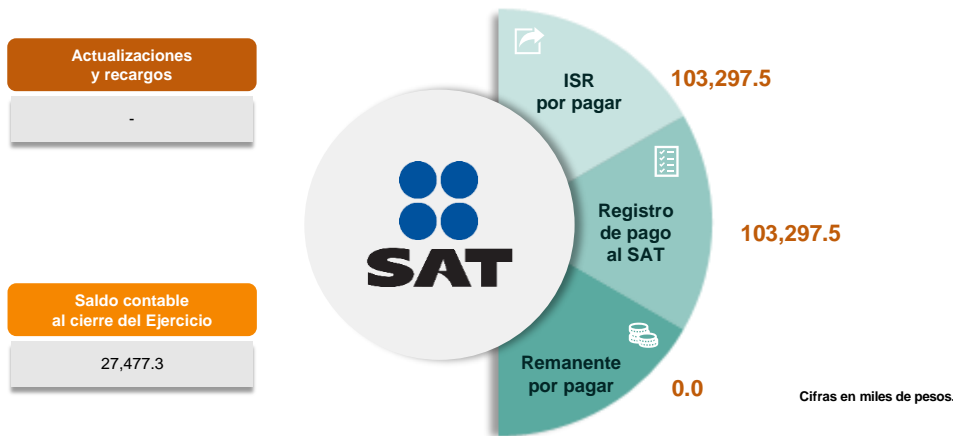 Actualizaciones
y recargos
-
Saldo contable
al cierre del Ejercicio
27,477.3
SAT
ISR
por pagar
103,297.5
Registro
de pago
al SAT
103,297.5
Remanente
por pagar
0.0
Cifras en miles de pesos.